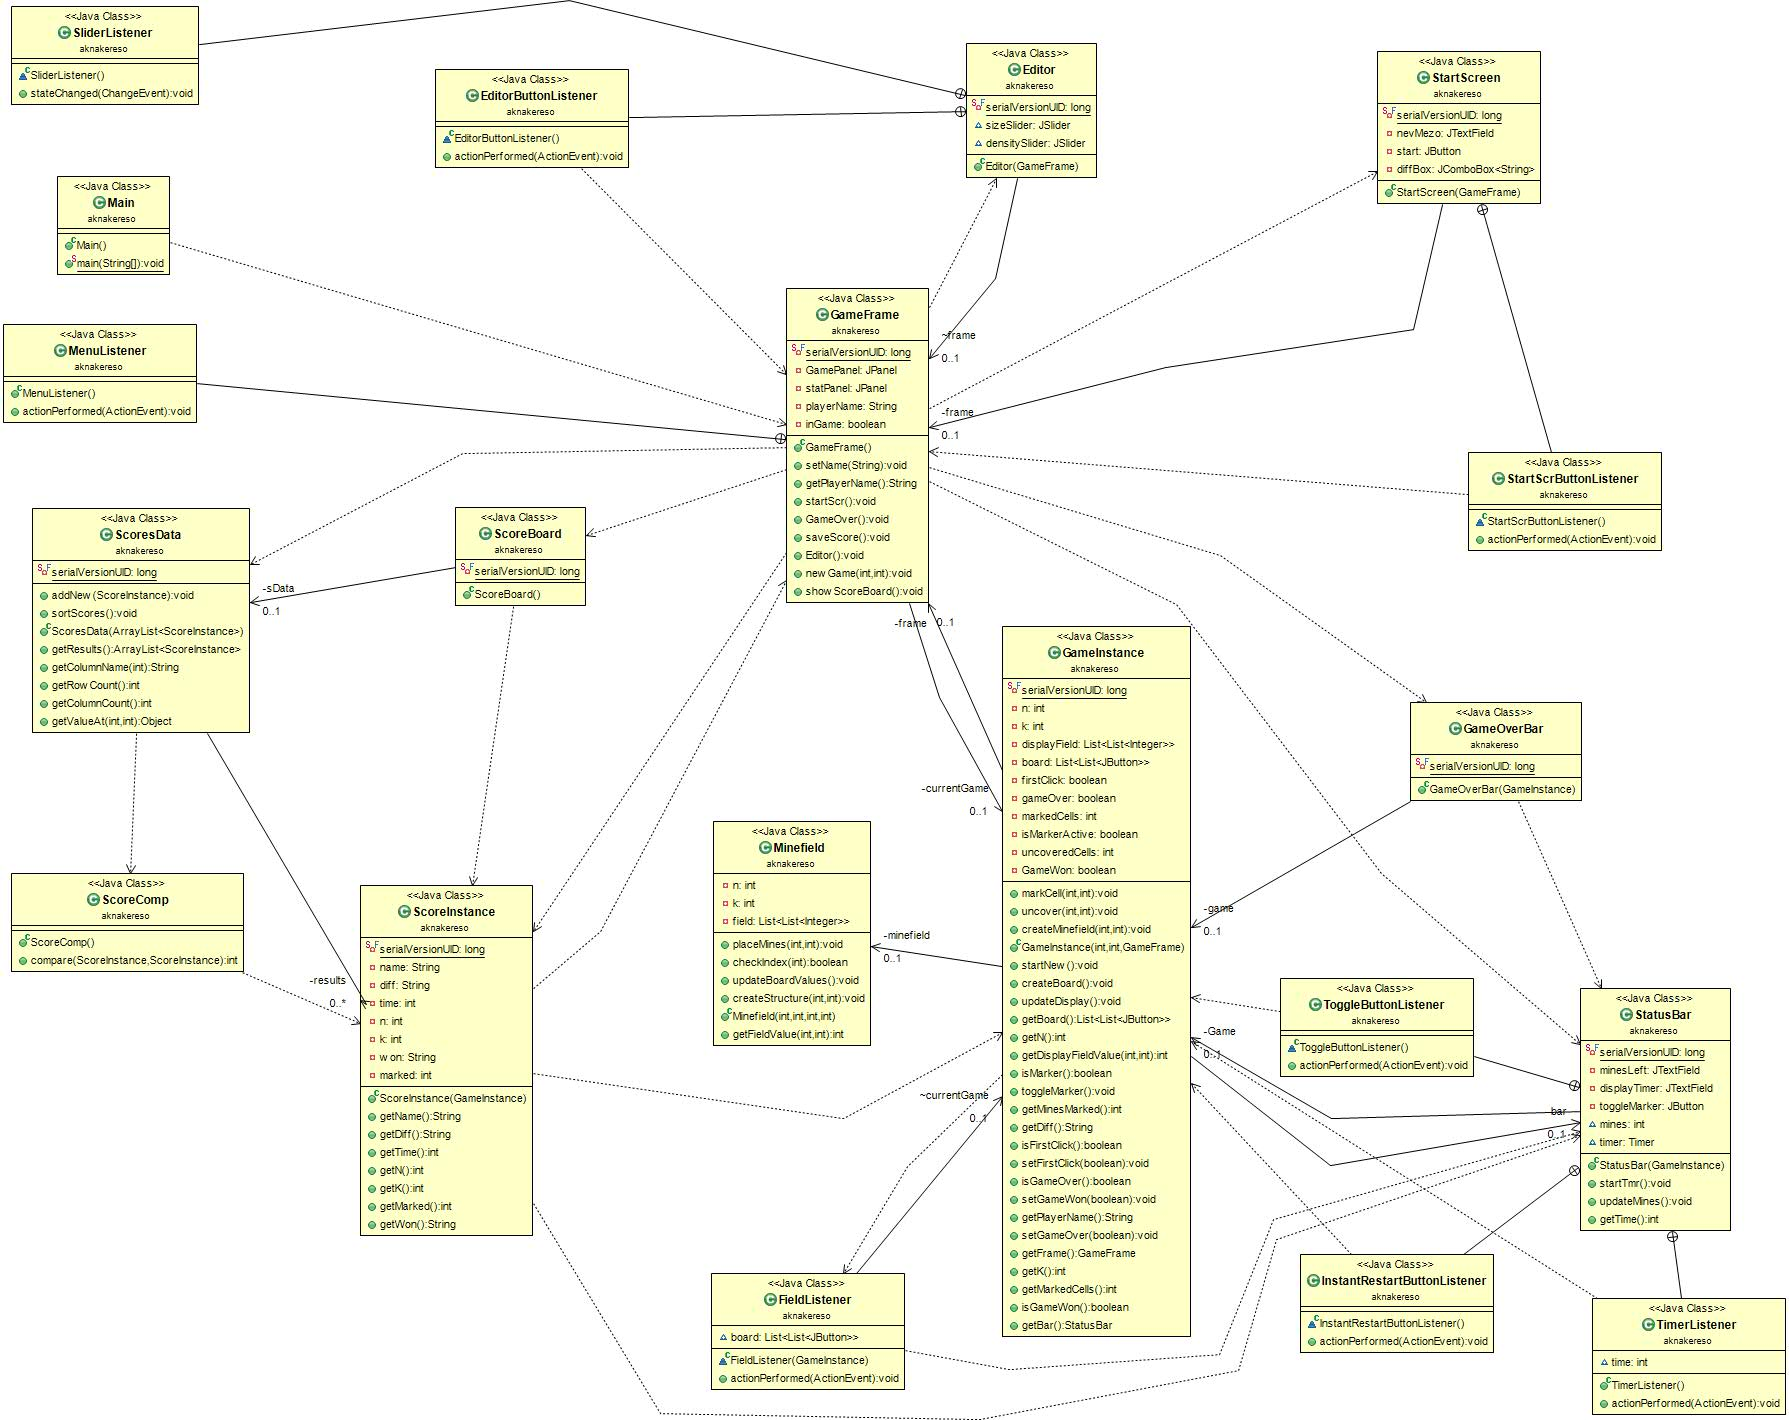 <<Java Class>>
SliderListener
aknakereso
SliderListener()
stateChanged(ChangeEvent):void
<<Java Class>>
EditorButtonListener
aknakereso
EditorButtonListener()
actionPerformed(ActionEvent):void
<<Java Class>>
Editor
aknakereso
serialVersionUID: long
sizeSlider: JSlider
densitySlider: JSlider
Editor(GameFrame)
<<Java Class>>
StartScreen
aknakereso
serialVersionUID: long
nevMezo: JTextField
start: JButton
diffBox: JComboBox<String>
StartScreen(GameFrame)
<<Java Class>>
Main
aknakereso
Main()
main(String[]):void
<<Java Class>>
MenuListener
aknakereso
MenuListener()
actionPerformed(ActionEvent):void
<<Java Class>>
GameFrame
aknakereso
serialVersionUID: long
GamePanel: JPanel
statPanel: JPanel
playerName: String
inGame: boolean
GameFrame()
setName(String):void
getPlayerName():String
startScr():void
GameOver():void
saveScore():void
Editor():void
newGame(int,int):void
showScoreBoard():void
~frame
0..1
-frame
0..1
<<Java Class>>
StartScrButtonListener
aknakereso
StartScrButtonListener()
actionPerformed(ActionEvent):void
<<Java Class>>
ScoresData
aknakereso
serialVersionUID: long
addNew(ScoreInstance):void
sortScores():void
ScoresData(ArrayList<ScoreInstance>)
getResults():ArrayList<ScoreInstance>
getColumnName(int):String
getRowCount():int
getColumnCount():int
getValueAt(int,int):Object
-sData
0..1
<<Java Class>>
ScoreBoard
aknakereso
serialVersionUID: long
ScoreBoard()
-frame
0..1
-currentGame
0..1
<<Java Class>>
GameInstance
aknakereso
serialVersionUID: long
n: int
k: int
displayField: List<List<Integer>>
board: List<List<JButton>>
firstClick: boolean
gameOver: boolean
markedCells: int
isMarkerActive: boolean
uncoveredCells: int
GameWon: boolean
markCell(int,int):void
uncover(int,int):void
createMinefield(int,int):void
GameInstance(int,int,GameFrame)
startNew():void
createBoard():void
updateDisplay():void
getBoard():List<List<JButton>>
getN():int
getDisplayFieldValue(int,int):int
isMarker():boolean
toggleMarker():void
getMinesMarked():int
getDiff():String
isFirstClick():boolean
setFirstClick(boolean):void
isGameOver():boolean
setGameWon(boolean):void
getPlayerName():String
setGameOver(boolean):void
getFrame():GameFrame
getK():int
getMarkedCells():int
isGameWon():boolean
getBar():StatusBar
<<Java Class>>
GameOverBar
aknakereso
serialVersionUID: long
GameOverBar(GameInstance)
-game
0..1
<<Java Class>>
Minefield
aknakereso
n: int
k: int
field: List<List<Integer>>
placeMines(int,int):void
checkIndex(int):boolean
updateBoardValues():void
createStructure(int,int):void
Minefield(int,int,int,int)
getFieldValue(int,int):int
-minefield
0..1
<<Java Class>>
ScoreComp
aknakereso
ScoreComp()
compare(ScoreInstance,ScoreInstance):int
-results
0..*
<<Java Class>>
ScoreInstance
aknakereso
serialVersionUID: long
name: String
diff: String
time: int
n: int
k: int
won: String
marked: int
ScoreInstance(GameInstance)
getName():String
getDiff():String
getTime():int
getN():int
getK():int
getMarked():int
getWon():String
<<Java Class>>
ToggleButtonListener
aknakereso
ToggleButtonListener()
actionPerformed(ActionEvent):void
-Game
0..1
~currentGame
0..1
bar
0..1
<<Java Class>>
StatusBar
aknakereso
serialVersionUID: long
minesLeft: JTextField
displayTimer: JTextField
toggleMarker: JButton
mines: int
timer: Timer
StatusBar(GameInstance)
startTmr():void
updateMines():void
getTime():int
<<Java Class>>
FieldListener
aknakereso
board: List<List<JButton>>
FieldListener(GameInstance)
actionPerformed(ActionEvent):void
<<Java Class>>
InstantRestartButtonListener
aknakereso
InstantRestartButtonListener()
actionPerformed(ActionEvent):void
<<Java Class>>
TimerListener
aknakereso
time: int
TimerListener()
actionPerformed(ActionEvent):void